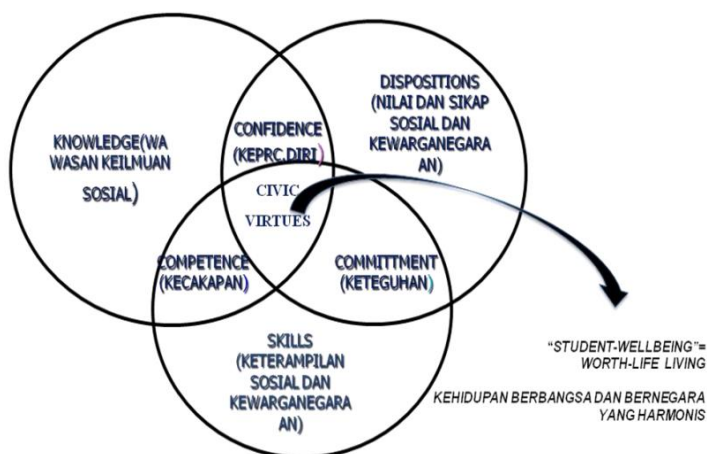 KNOWLEDGE(WA
WASAN KEILMUAN
SOSIAL)
CONFIDENCE
(KEPRC.DIRI)
DISPOSITIONS
(NILAI DAN SIKAP
SOSIAL DAN
KEWARGANEGARA
AN)
CIVIC
VIRTUES
COMPETENCE
(KECAKAPAN)
COMMITTMENT
(KETEGUHAN)
SKILLS
(KETERAMPILAN
SOSIAL DAN
KEWARGANEGARA
AN)
“STUDENT-WELLBEING”=
WORTH-LIFE LIVING
KEHIDUPAN BERBANGSA DAN BERNEGARA
YANG HARMONIS